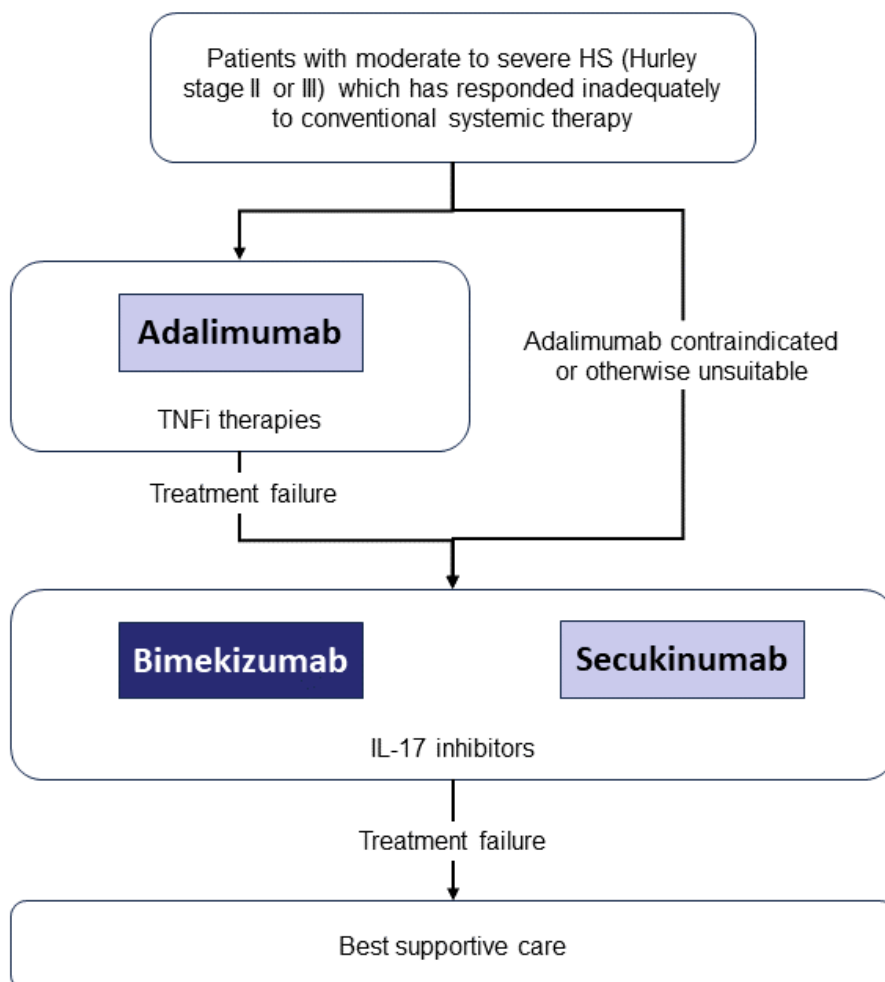 Patients with moderate to severe HS (Hurley
stage II or III) which has responded inadequately
to conventional systemic therapy
Adalimumab
TNFi therapies
Adalimumab contraindicated
or otherwise unsuitable
Treatment failure
Bimekizumab
Secukinumab
IL-17 inhibitors
Treatment failure
Best supportive care